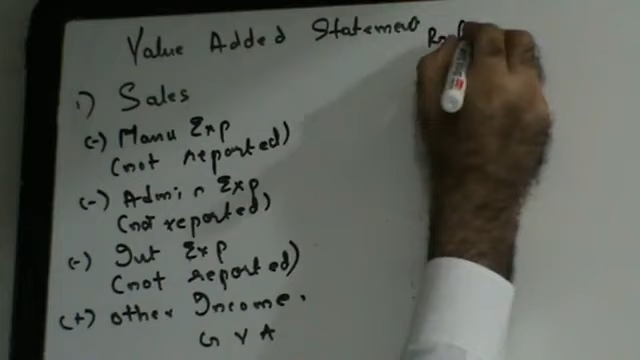 Value Added Statement
1) Sales
(-) Manu Exp
(not reported)
(-) Admin Exp
(not reported)
(-) Int Exp
(not reported)
(+) other Income.
G V A